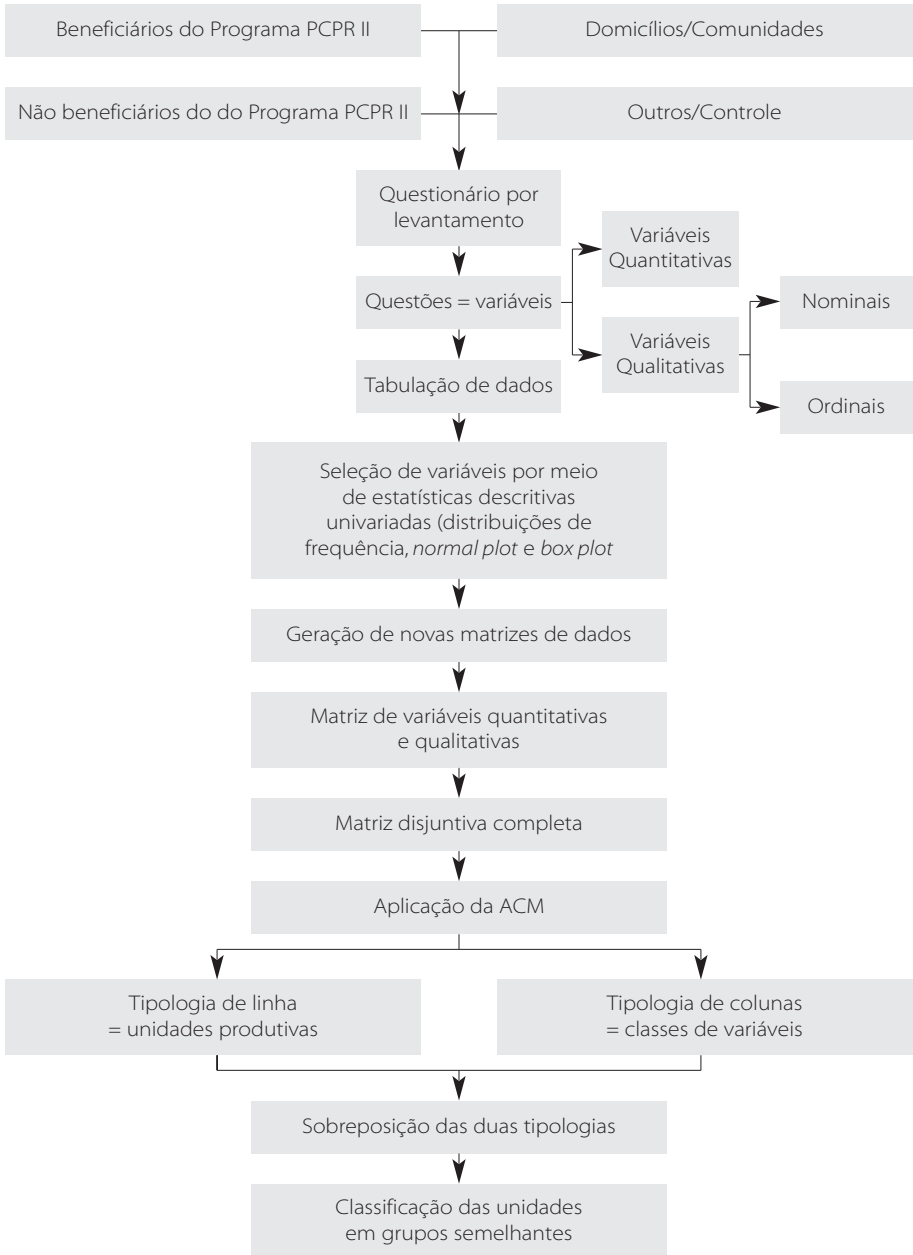 Beneficiários do Programa PCPR II
Domicílios/Comunidades
Não beneficiários do do Programa PCPR II
Outros/Controle
Questionário por
levantamento
Variáveis
Quantitativas
Questões = variáveis
Nominais
Variáveis
Qualitativas
Tabulação de dados
Ordinais
Seleção de variáveis por meio
de estatísticas descritivas
univariadas (distribuições de
frequência, normal plot e box plot
Geração de novas matrizes de dados
Matriz de variáveis quantitativas
e qualitativas
Matriz disjuntiva completa
Aplicação da ACM
Tipologia de linha
= unidades produtivas
Tipologia de colunas
= classes de variáveis
Sobreposição das duas tipologias
Classificação das unidades
em grupos semelhantes